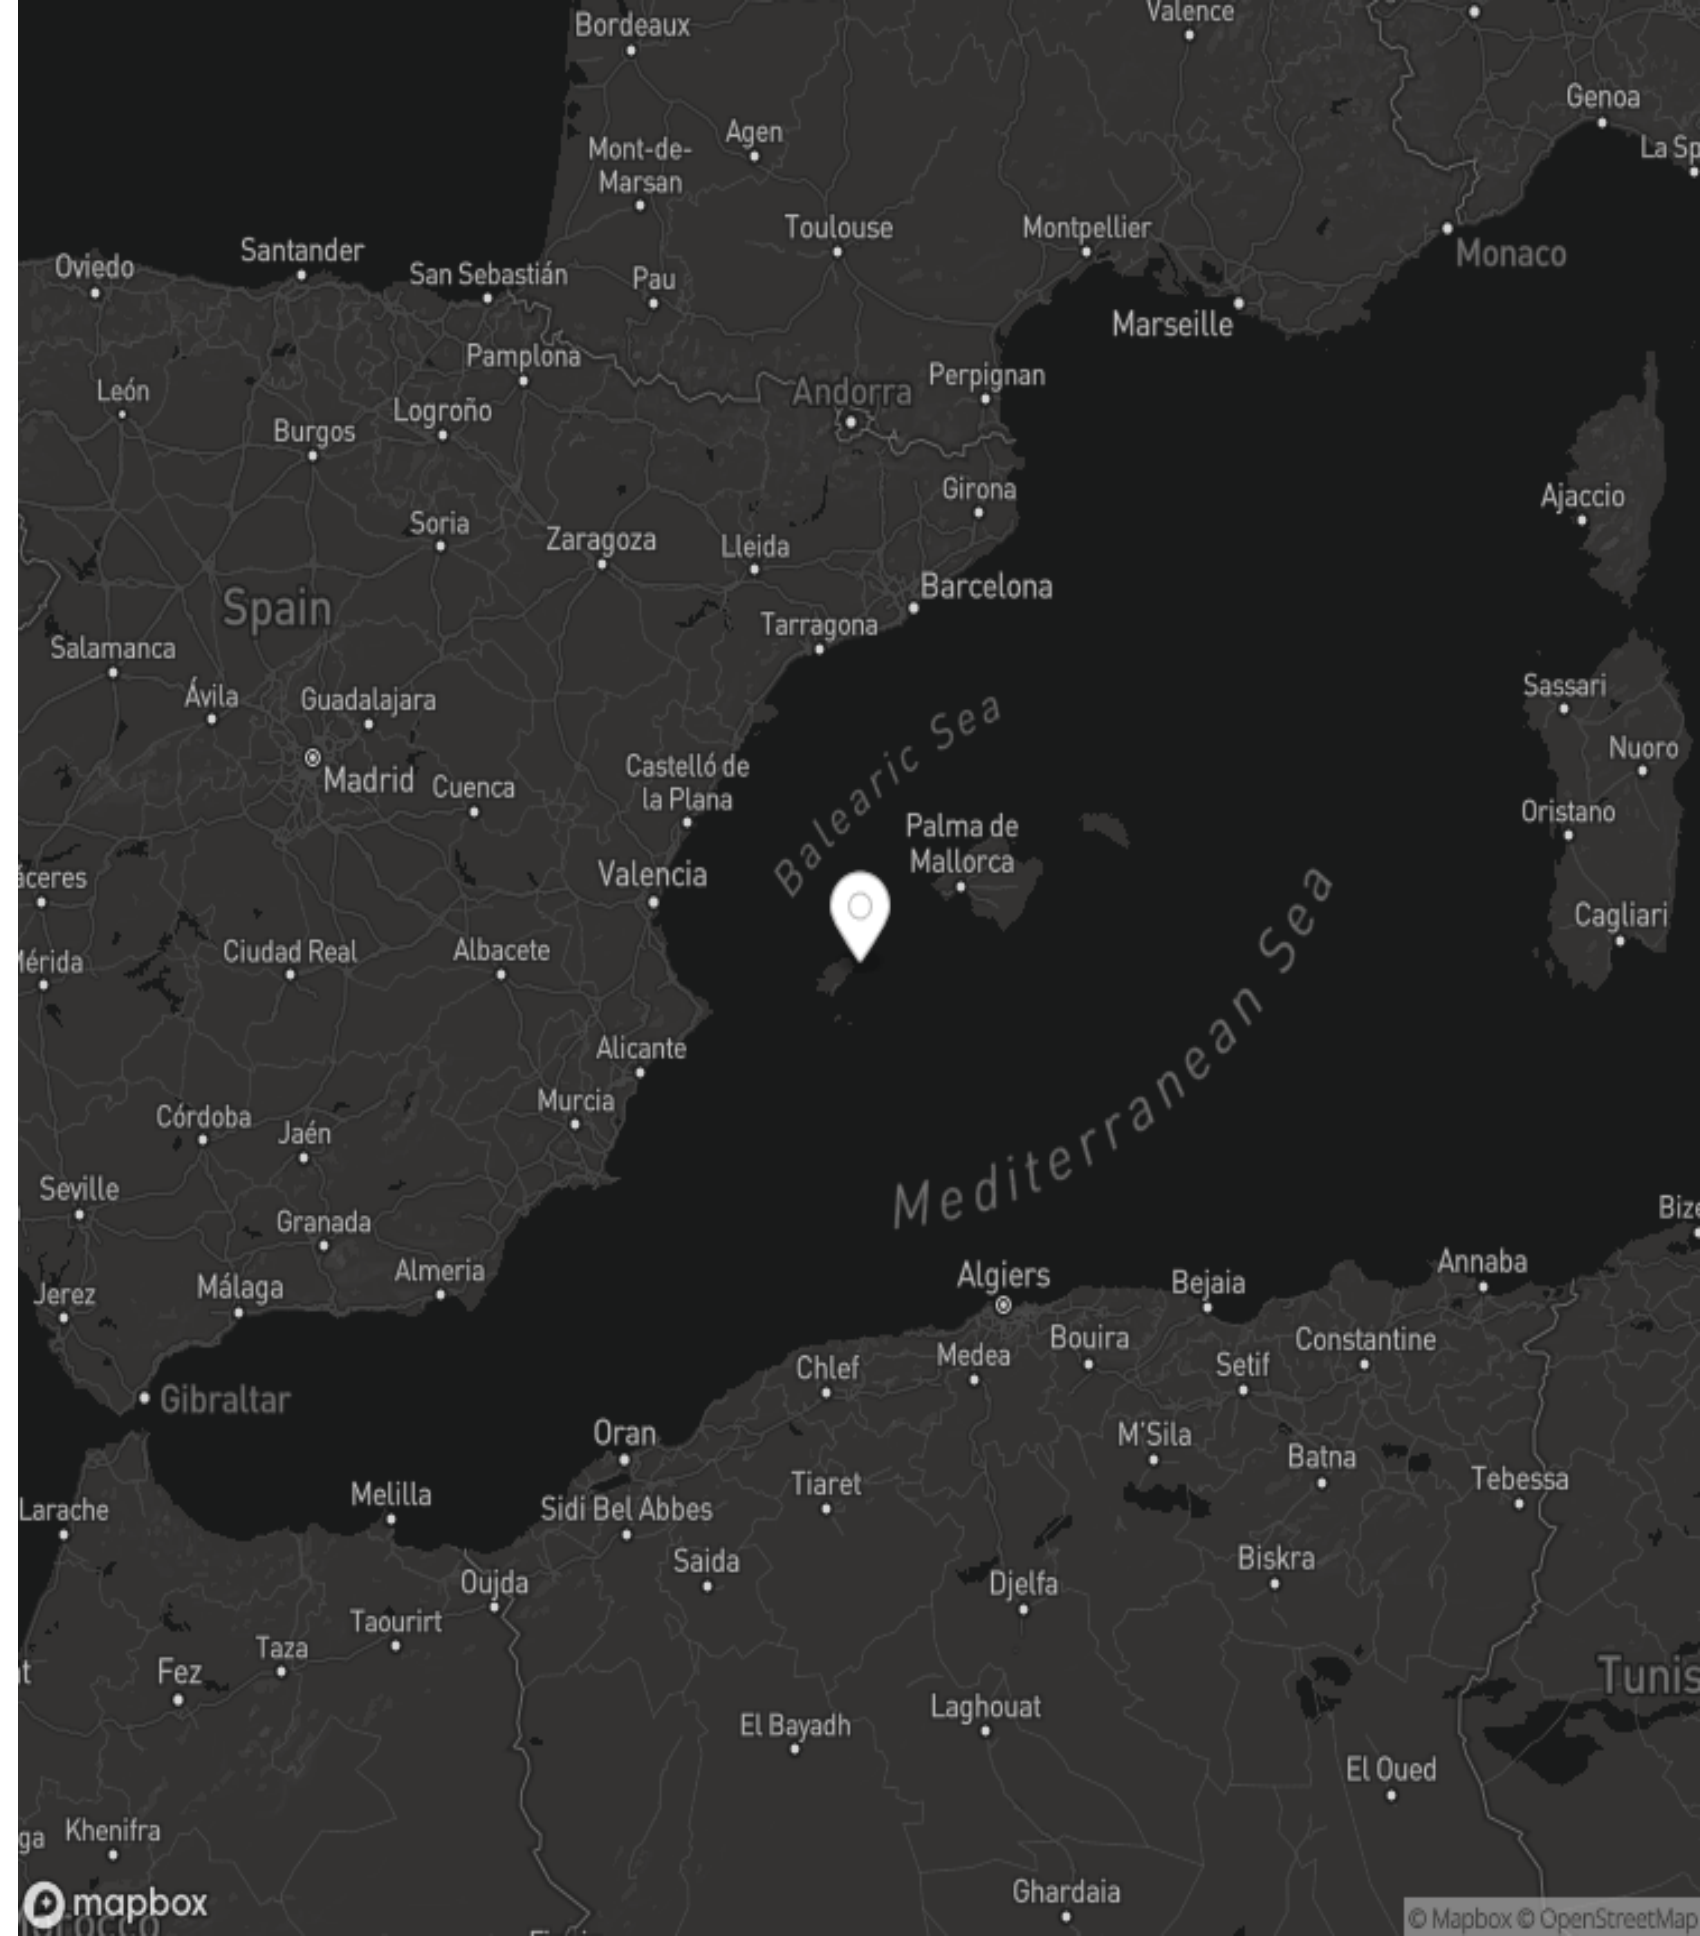 Bordeaux
Valence
Genoa
Agen
Mont-de-
Marsan
La Sp
Toulouse
Montpellier
Monaco
Oviedo
Santander
San Sebastián
Pau
Marseille
Pamplona
Andorra
Perpignan
León
Logroño
Burgos
Girona
Ajaccio
Soria
Zaragoza
Lleida
Barcelona
Spain
Tarragona
Salamanca
Ávila
Guadalajara
Sassari
Balearic Sea
Nuoro
Madrid
Cuenca
Castelló de
la Plana
Oristano
Palma de
Mallorca
áceres
Valencia
Cagliari
Mérida
Ciudad Real
Albacete
Mediterranean Sea
Alicante
Murcia
Córdoba
Jaén
Seville
Granada
Bize
Almeria
Algiers
Bejaia
Annaba
Jerez
Málaga
Bouira
Constantine
Medea
Setif
Chlef
Gibraltar
Oran
M'Sila
Batna
Tiaret
Tebessa
Melilla
Larache
Sidi Bel Abbes
Saida
Biskra
Oujda
Djelfa
Taourirt
Taza
Fez
Tunis
Laghouat
El Bayadh
El Oued
ga
Khenifra
Ghardaia
mapbox
© Mapbox © OpenStreetMap